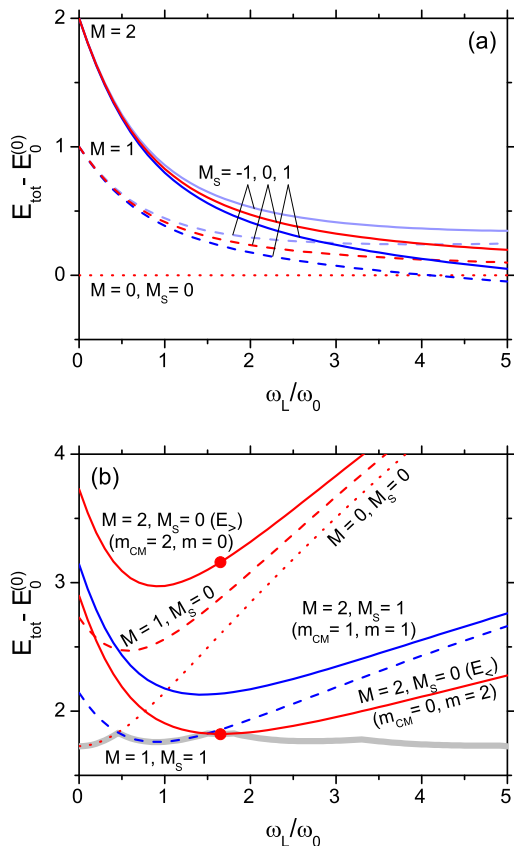 2
M = 2
(a)
1
M = 1
M_S= -1, 0, 1
0
M = 0, M_S= 0
E_tot - E_0^(0)
0 1 2 3 4 5
ω_L/ω_0
4
(b)
M = 2, M_S= 0 (E_>)
(m_CM= 2, m = 0)
M = 0, M_S= 0
M = 1, M_S= 0
3
M = 2, M_S= 1
(m_CM= 1, m = 1)
M = 2, M_S= 0 (E_<)
(m_CM= 0, m = 2)
2
M = 1, M_S= 1
E_tot - E_0^(0)
0 1 2 3 4 5
ω_L/ω_0